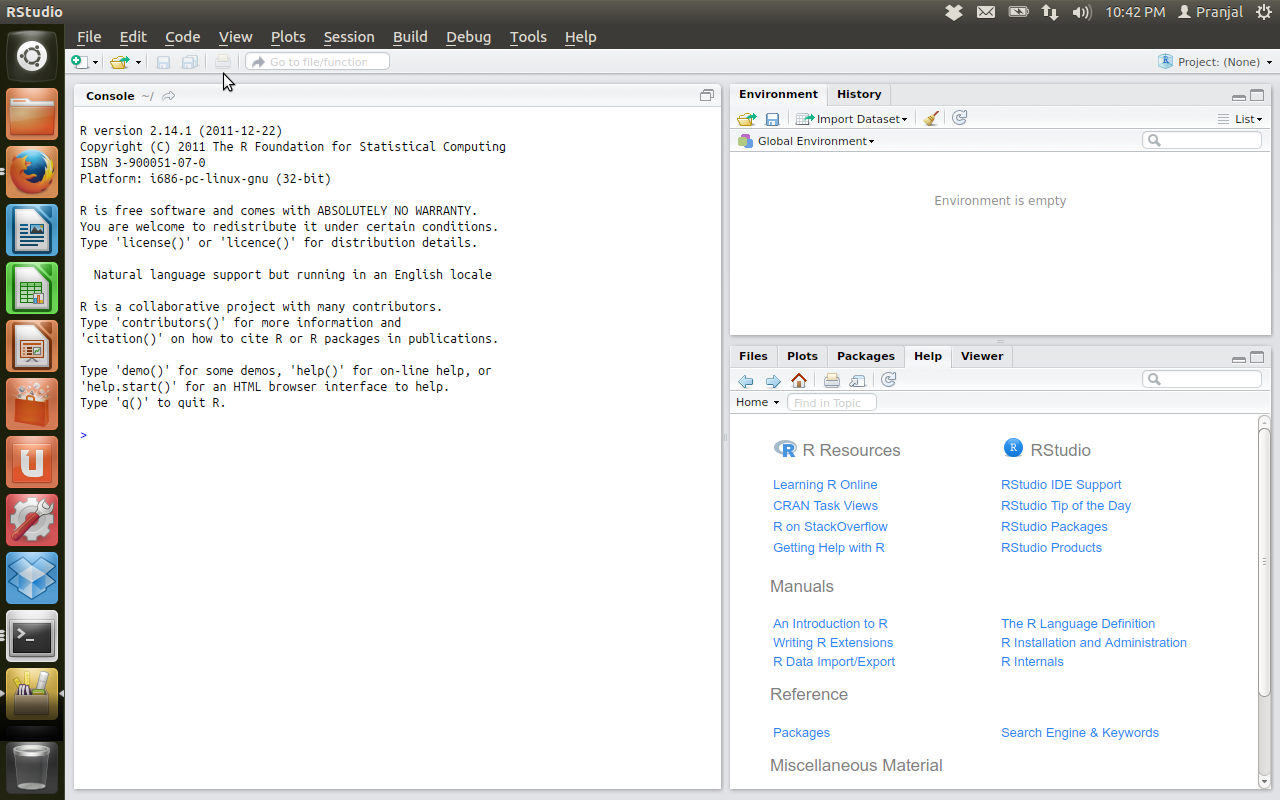 RStudio
10:42 PM Pranjal
File Edit Code View Plots Session Build Debug Tools Help
Go to file/function
Project: (None)
Console ~/
R version 2.14.1 (2011-12-22)
Copyright (C) 2011 The R Foundation for Statistical Computing
ISBN 3-900051-07-0
Platform: i686-pc-linux-gnu (32-bit)
R is free software and comes with ABSOLUTELY NO WARRANTY.
You are welcome to redistribute it under certain conditions.
Type 'license()' or 'licence()' for distribution details.
Natural language support but running in an English locale
R is a collaborative project with many contributors.
Type 'contributors()' for more information and
'citation()' on how to cite R or R packages in publications.
Type 'demo()' for some demos, 'help()' for on-line help, or
'help.start()' for an HTML browser interface to help.
Type 'q()' to quit R.
>
Environment History
Import Dataset
List
Global Environment
Environment is empty
Files Plots Packages Help Viewer
Home
Find in Topic
R R Resources
R RStudio
Learning R Online
RStudio IDE Support
CRAN Task Views
RStudio Tip of the Day
R on StackOverflow
RStudio Packages
Getting Help with R
RStudio Products
Manuals
An Introduction to R
The R Language Definition
Writing R Extensions
R Installation and Administration
R Data Import/Export
R Internals
Reference
Packages
Search Engine & Keywords
Miscellaneous Material